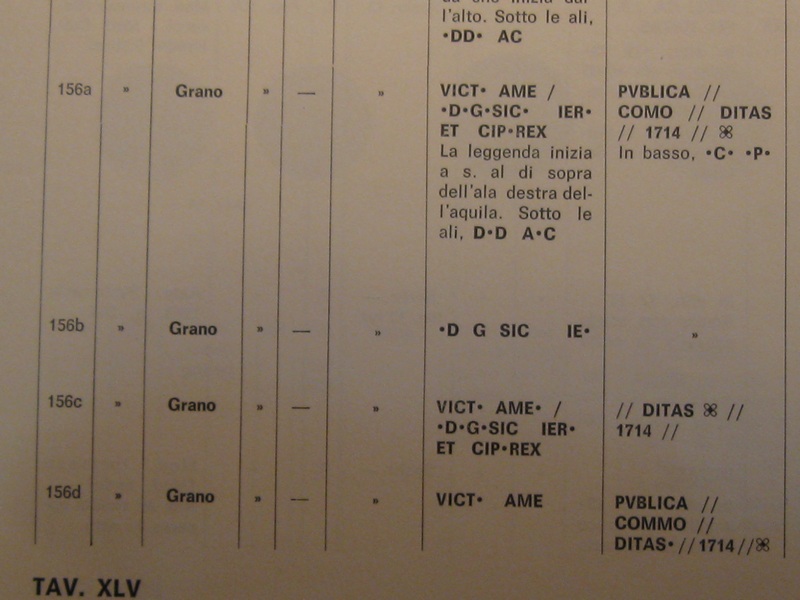 l'alto. Sotto le ali,
•DD• AC
156a » Grano » — » VICT• AME / PVBLICA //
•D•G•SIC• IER• COMO // DITAS
ET CIP•REX // 1714 // ⌘
La leggenda inizia In basso, •C• •P•
a s. al di sopra
dell'ala destra del-
l'aquila. Sotto le
ali, D•D A•C
156b » Grano » — » •D G SIC IE• »
156c » Grano » — » VICT• AME• / // DITAS ⌘ //
•D•G•SIC IER• 1714 //
ET CIP•REX
156d » Grano » — » VICT• AME PVBLICA //
COMMO //
DITAS•//1714//⌘
TAV. XLV